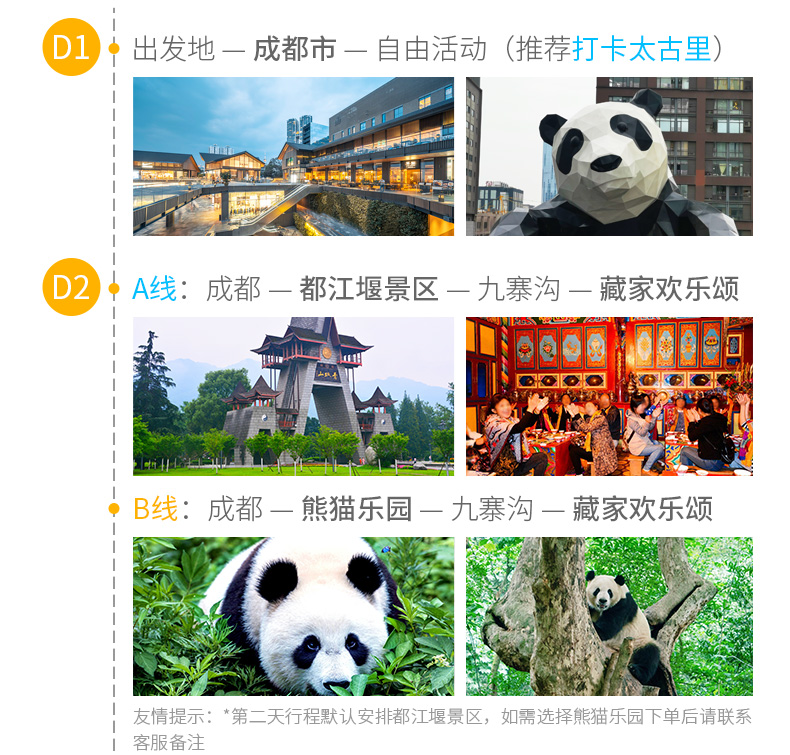 D1
出发地 — 成都市 — 自由活动（推荐打卡太古里）
D2
A线：成都 — 都江堰景区 — 九寨沟 — 藏家欢乐颂
B线：成都 — 熊猫乐园 — 九寨沟 — 藏家欢乐颂
友情提示：*第二天行程默认安排都江堰景区，如需选择熊猫乐园下单后请联系
客服备注